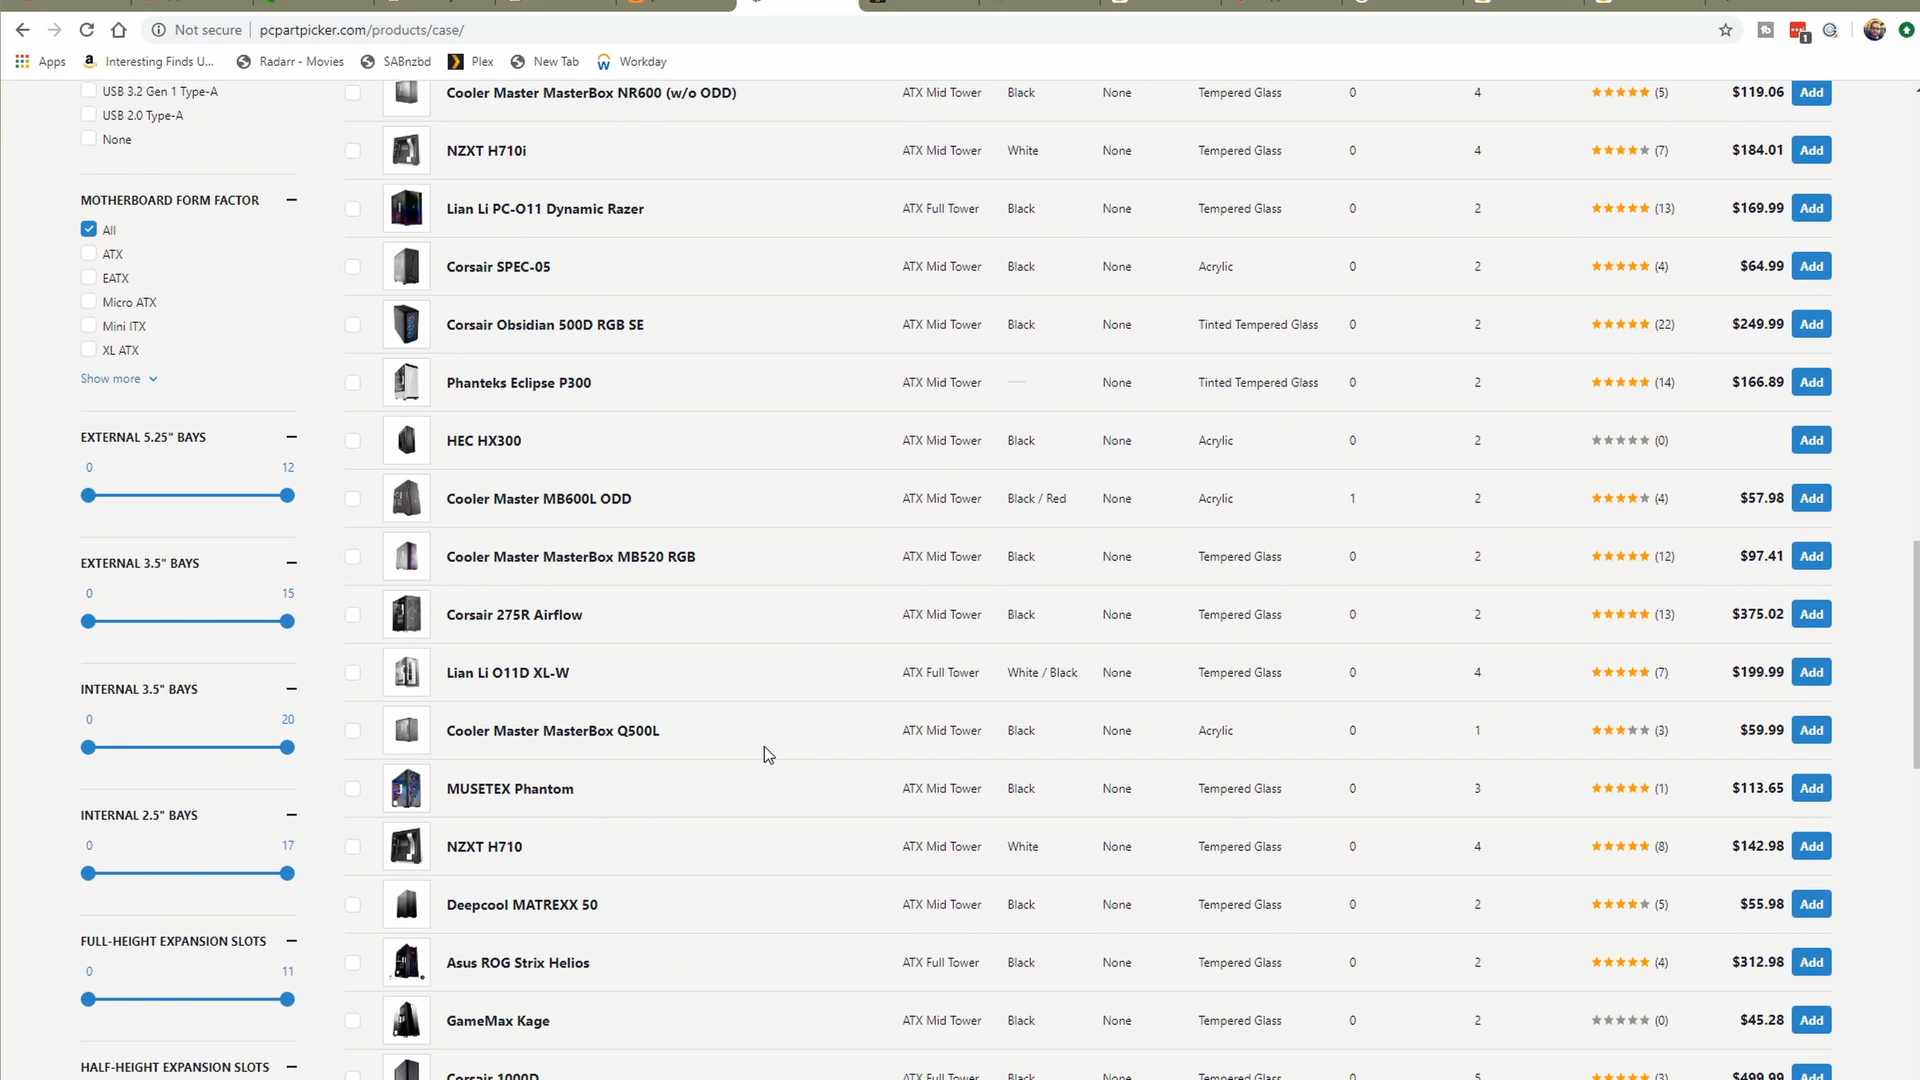 Not secure | pcpartpicker.com/products/case/
1
Apps Interesting Finds U... Radarr - Movies SABnzbd Plex New Tab Workday
USB 3.2 Gen 1 Type-A
USB 2.0 Type-A
None
MOTHERBOARD FORM FACTOR
All
ATX
EATX
Micro ATX
Mini ITX
XL ATX
Show more
EXTERNAL 5.25" BAYS
0 12
EXTERNAL 3.5" BAYS
0 15
INTERNAL 3.5" BAYS
0 20
INTERNAL 2.5" BAYS
0 17
FULL-HEIGHT EXPANSION SLOTS
0 11
HALF-HEIGHT EXPANSION SLOTS
Cooler Master MasterBox NR600 (w/o ODD) ATX Mid Tower Black None Tempered Glass 0 4 (5) $119.06 Add
NZXT H710i ATX Mid Tower White None Tempered Glass 0 4 (7) $184.01 Add
Lian Li PC-O11 Dynamic Razer ATX Full Tower Black None Tempered Glass 0 2 (13) $169.99 Add
Corsair SPEC-05 ATX Mid Tower Black None Acrylic 0 2 (4) $64.99 Add
Corsair Obsidian 500D RGB SE ATX Mid Tower Black None Tinted Tempered Glass 0 2 (22) $249.99 Add
Phanteks Eclipse P300 ATX Mid Tower — None Tinted Tempered Glass 0 2 (14) $166.89 Add
HEC HX300 ATX Mid Tower Black None Acrylic 0 2 (0) Add
Cooler Master MB600L ODD ATX Mid Tower Black / Red None Acrylic 1 2 (4) $57.98 Add
Cooler Master MasterBox MB520 RGB ATX Mid Tower Black None Tempered Glass 0 2 (12) $97.41 Add
Corsair 275R Airflow ATX Mid Tower Black None Tempered Glass 0 2 (13) $375.02 Add
Lian Li O11D XL-W ATX Full Tower White / Black None Tempered Glass 0 4 (7) $199.99 Add
Cooler Master MasterBox Q500L ATX Mid Tower Black None Acrylic 0 1 (3) $59.99 Add
MUSETEX Phantom ATX Mid Tower Black None Tempered Glass 0 3 (1) $113.65 Add
NZXT H710 ATX Mid Tower White None Tempered Glass 0 4 (8) $142.98 Add
Deepcool MATREXX 50 ATX Mid Tower Black None Tempered Glass 0 2 (5) $55.98 Add
Asus ROG Strix Helios ATX Full Tower Black None Tempered Glass 0 2 (4) $312.98 Add
GameMax Kage ATX Mid Tower Black None Tempered Glass 0 2 (0) $45.28 Add
Corsair 1000D ATX Full Tower Black None Tempered Glass 0 5 (3) $499.99 Add